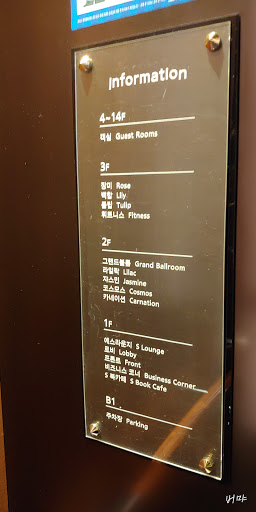 Information
4~14F
객실 Guest Rooms
3F
장미 Rose
백합 Lily
튤립 Tulip
휘트니스 Fitness
2F
그랜드볼룸 Grand Ballroom
라일락 Lilac
자스민 Jasmine
코스모스 Cosmos
카네이션 Carnation
1F
에스라운지 S Lounge
로비 Lobby
프론트 Front
비즈니스 코너 Business Corner
S 북카페 S Book Cafe
B1
주차장 Parking